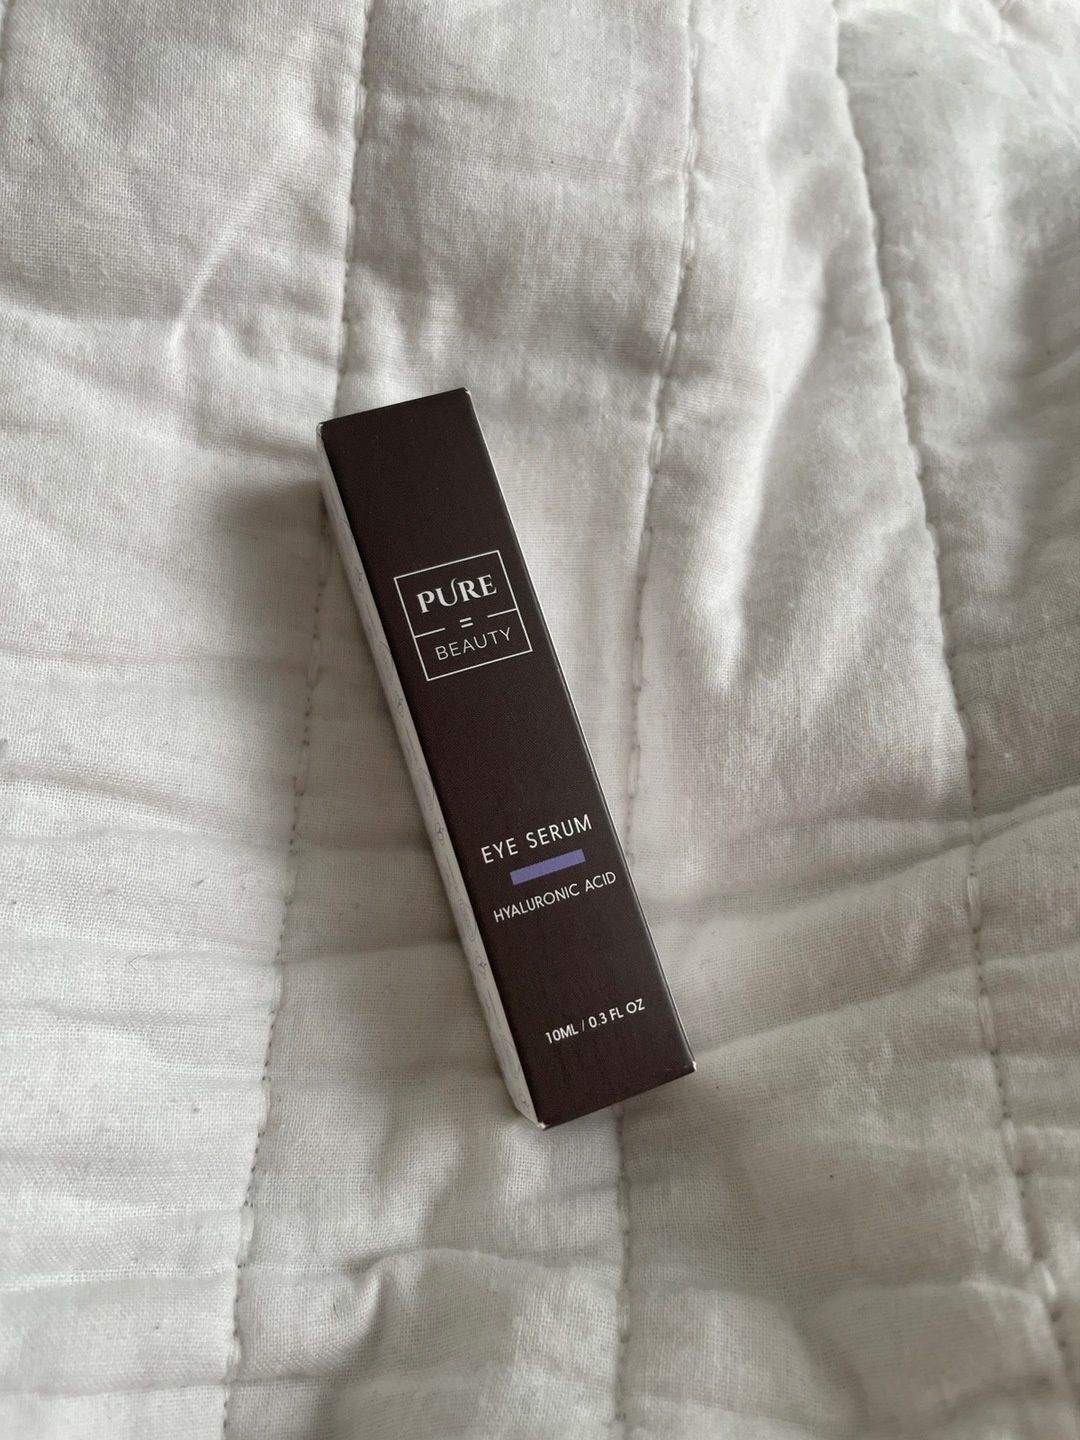 PURE
=
BEAUTY
EYE SERUM
HYALURONIC ACID
10ML / 0.3 FL OZ